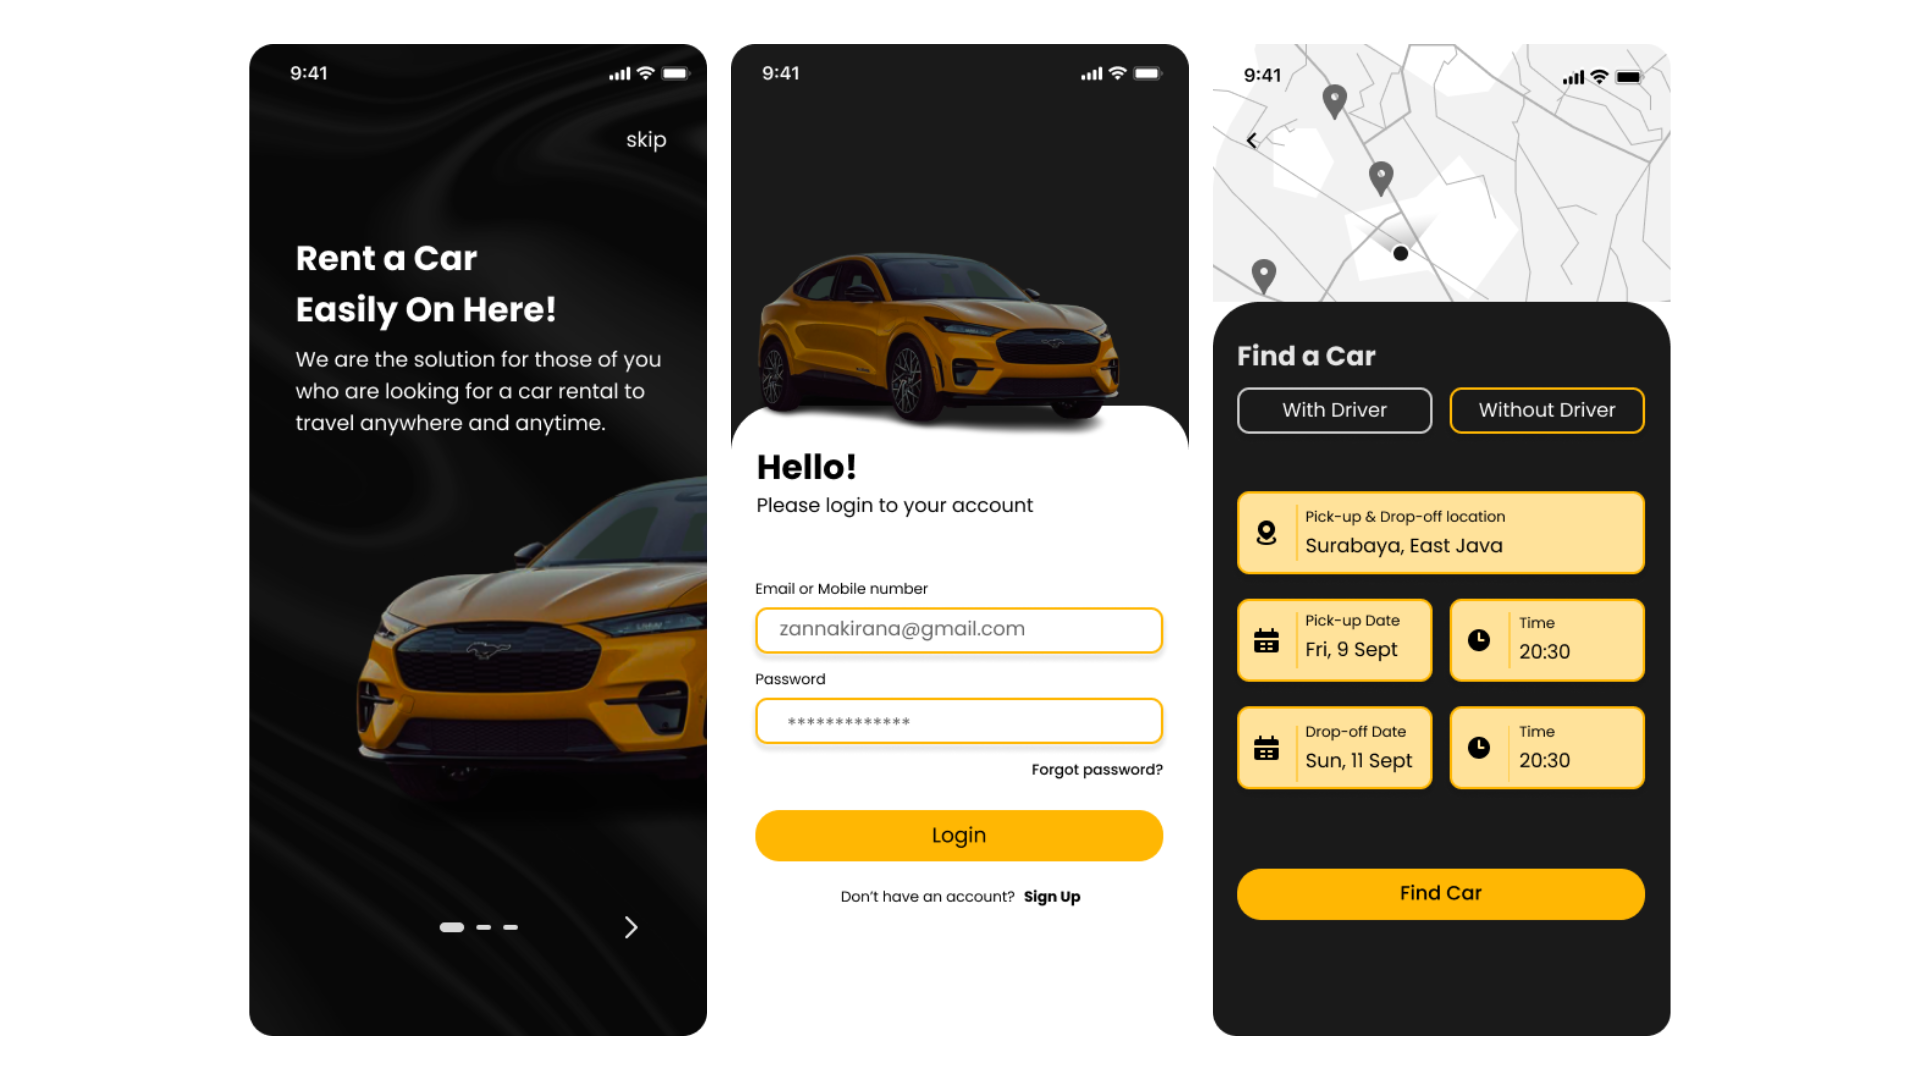 9:41
skip
Rent a Car
Easily On Here!
We are the solution for those of you
who are looking for a car rental to
travel anywhere and anytime.
9:41
Hello!
Please login to your account
Email or Mobile number
zannakirana@gmail.com
Password
*************
Forgot password?
Login
Don't have an account? Sign Up
9:41
Find a Car
With Driver
Without Driver
Pick-up & Drop-off location
Surabaya, East Java
Pick-up Date
Fri, 9 Sept
Time
20:30
Drop-off Date
Sun, 11 Sept
Time
20:30
Find Car